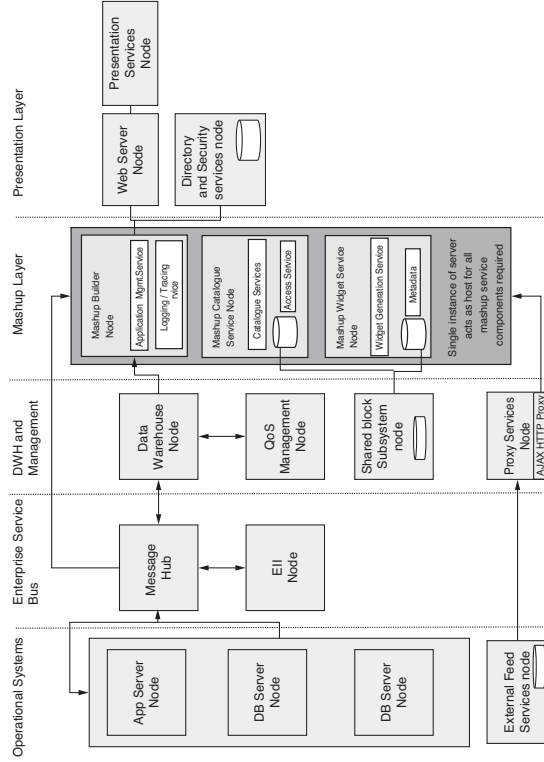 Operational Systems
Enterprise Service
Bus
DWH and
Management
Mashup Layer
Presentation Layer
App Server
Node
DB Server
Node
DB Server
Node
External Feed
Services node
Message
Hub
EII
Node
Data
Warehouse
Node
QoS
Management
Node
Shared block
Subsystem
node
Proxy Services
Node
AJAX HTTP Proxy
Mashup Builder
Node
Application Mgmt.Service
Logging / Tracing
rvice
Mashup Catalogue
Service Node
Catalogue Services
Access Service
Mashup Widget Service
Node
Widget Generation Service
Metadata
Single instance of server
acts as host for all
mashup service
components required
Web Server
Node
Presentation
Services
Node
Directory
and Security
services node